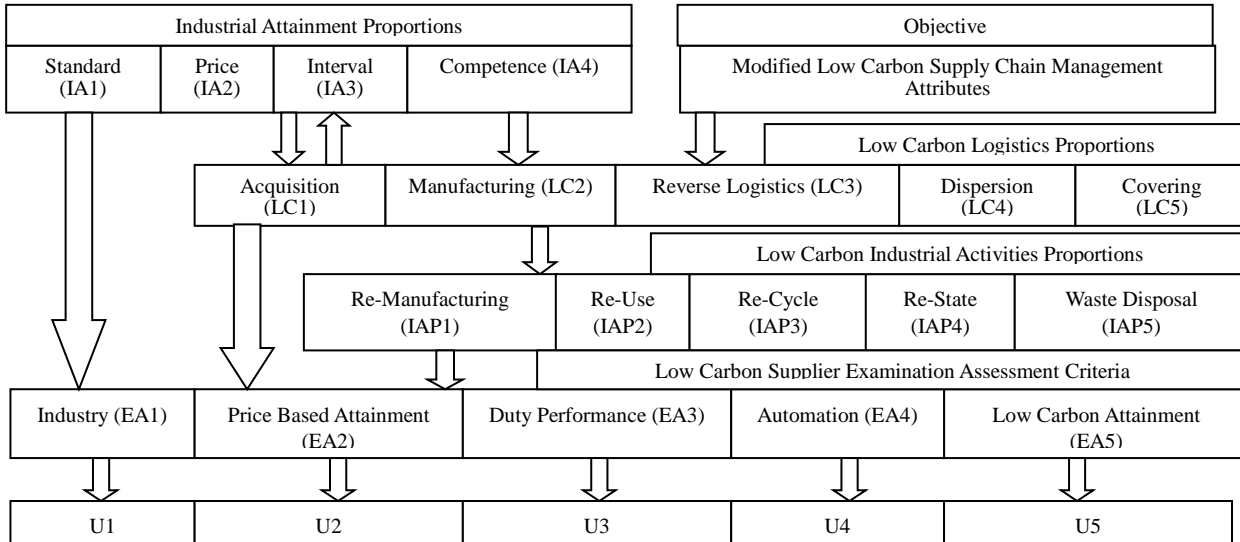 Industrial Attainment Proportions
Objective
Standard
(IA1)
Price
(IA2)
Interval
(IA3)
Competence (IA4)
Modified Low Carbon Supply Chain Management
Attributes
Low Carbon Logistics Proportions
Acquisition
(LC1)
Manufacturing (LC2)
Reverse Logistics (LC3)
Dispersion
(LC4)
Covering
(LC5)
Low Carbon Industrial Activities Proportions
Re-Manufacturing
(IAP1)
Re-Use
(IAP2)
Re-Cycle
(IAP3)
Re-State
(IAP4)
Waste Disposal
(IAP5)
Low Carbon Supplier Examination Assessment Criteria
Industry (EA1)
Price Based Attainment
(EA2)
Duty Performance (EA3)
Automation (EA4)
Low Carbon Attainment
(EA5)
U1
U2
U3
U4
U5